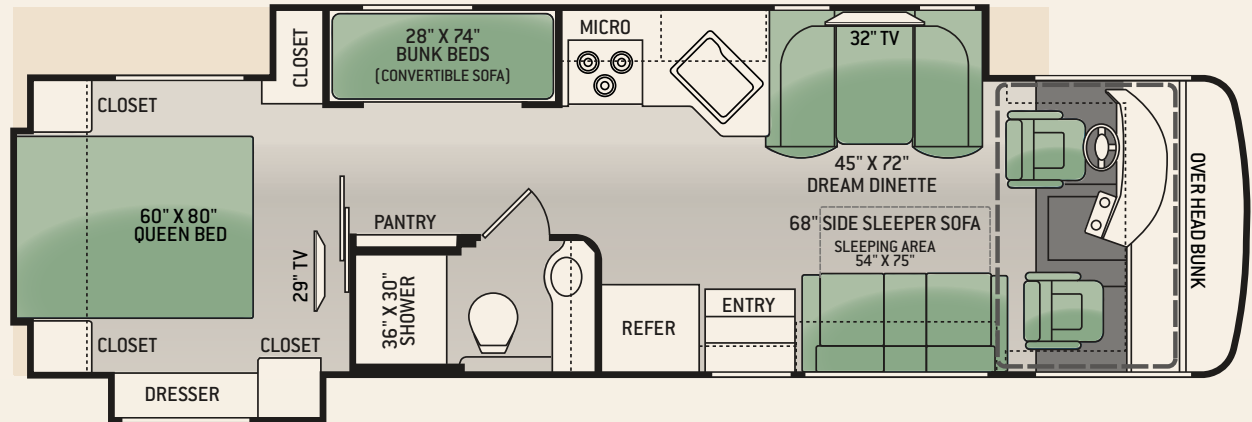 CLOSET
28" X 74"
BUNK BEDS
(CONVERTIBLE SOFA)
MICRO
32" TV
CLOSET
45" X 72"
DREAM DINETTE
60" X 80"
QUEEN BED
29" TV
PANTRY
36" X 30"
SHOWER
68" SIDE SLEEPER SOFA
SLEEPING AREA
54" X 75"
OVER HEAD BUNK
CLOSET
CLOSET
REFER
ENTRY
DRESSER